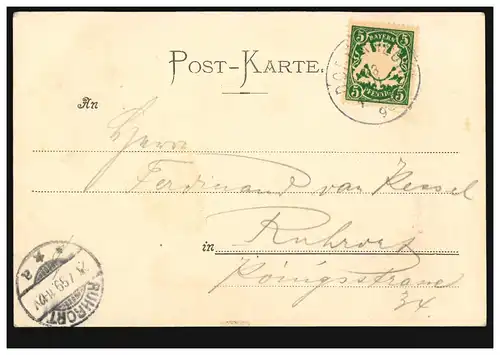 POST-KARTE.
BAYERN
5 5
PFENNIG
An
Herrn
Ferdinand van Kessel
in Ruhrort
Königsstrasse
34.
RUHRORT
* * a